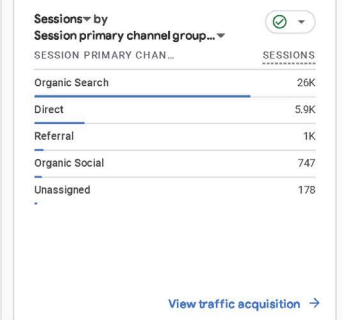 Sessions by
Session primary channel group...
SESSION PRIMARY CHAN... SESSIONS
Organic Search 26K
Direct 5.9K
Referral 1K
Organic Social 747
Unassigned 178
View traffic acquisition